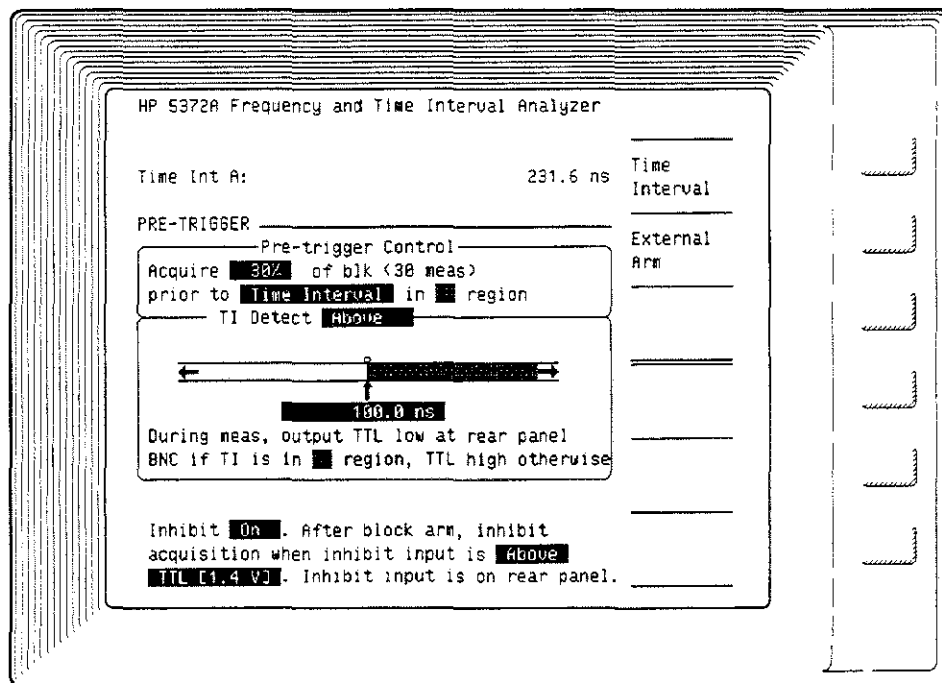 HP 5372A Frequency and Time Interval Analyzer
Time Int A: 231.6 ns
PRE-TRIGGER
Pre-trigger Control
Acquire 30% of blk (30 meas)
prior to Time Interval in region
TI Detect Above
100.0 ns
During meas, output TTL low at rear panel
BNC if TI is in region, TTL high otherwise
Inhibit On . After block arm, inhibit
acquisition when inhibit input is Above
TTL [1.4 V] . Inhibit input is on rear panel.
Time
Interval
External
Arm